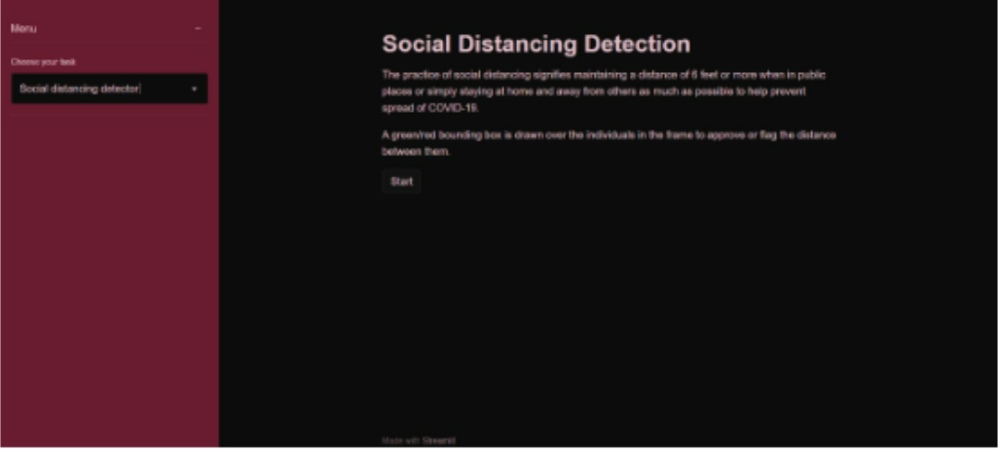 Menu
Choose your task
Social distancing detector
Social Distancing Detection
The practice of social distancing signifies maintaining a distance of 6 feet or more when in public
places or simply staying at home and away from others as much as possible to help prevent
spread of COVID-19.
A green/red bounding box is drawn over the individuals in the frame to approve or flag the distance
between them.
Start
Made with Streamlit